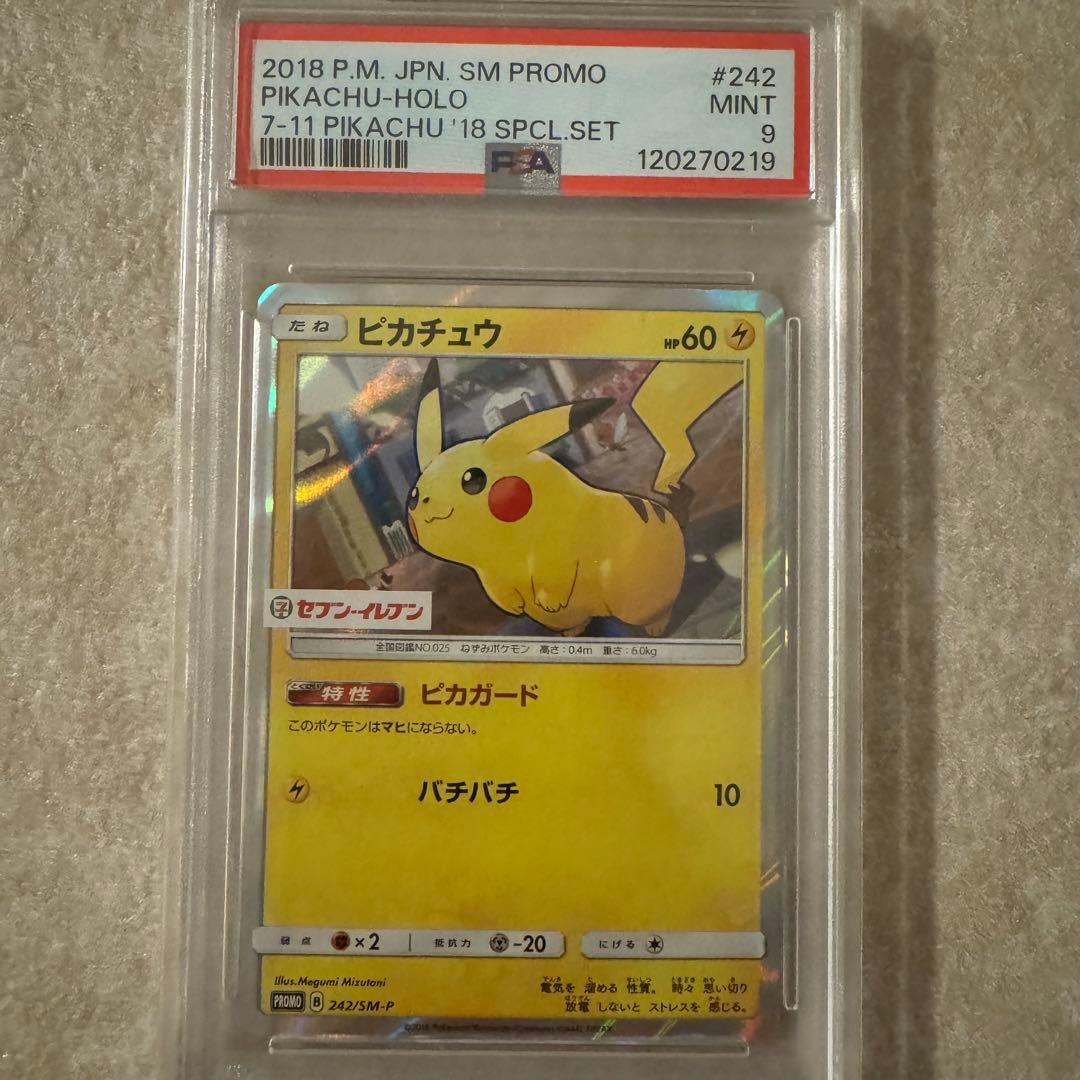 2018 P.M. JPN. SM PROMO #242
PIKACHU-HOLO MINT
7-11 PIKACHU '18 SPCL.SET 9
PSA 120270219
たね ピカチュウ HP60
セブン-イレブン
全国図鑑NO.025 ねずみポケモン 高さ:0.4m 重さ:6.0kg
特性 ピカガード
このポケモンはマヒにならない。
バチバチ 10
弱点 ×2 抵抗力 -20 にげる
Illus.Megumi Mizutani
電気を 溜める 性質。 時々 思い切り
放電 しないと ストレスを 感じる。
PROMO B 242/SM-P
©2018